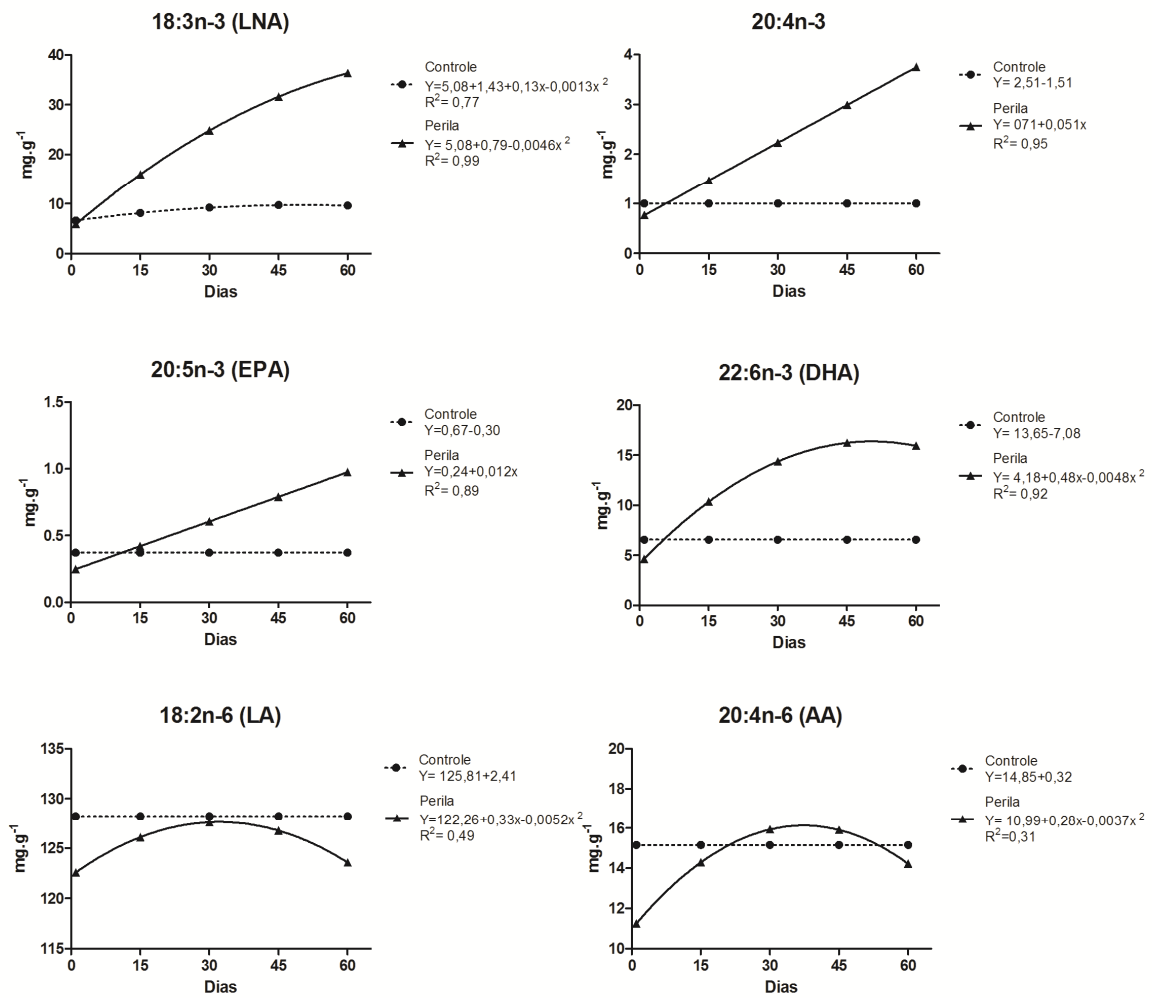 18:3n-3 (LNA)
40
30
20
10
0
mg.g-1
0 15 30 45 60
Dias
Controle
Y=5,08+1,43+0,13x-0,0013x 2
R2= 0,77
Perila
Y= 5,08+0,79-0,0046x 2
R2= 0,99
20:4n-3
4
3
2
1
0
mg.g-1
0 15 30 45 60
Dias
Controle
Y= 2,51-1,51
Perila
Y= 071+0,051x
R2= 0,95
20:5n-3 (EPA)
1.5
1.0
0.5
0.0
mg.g-1
0 15 30 45 60
Dias
Controle
Y=0,67-0,30
Perila
Y=0,24+0,012x
R2= 0,89
22:6n-3 (DHA)
20
15
10
5
0
mg.g-1
0 15 30 45 60
Dias
Controle
Y= 13,65-7,08
Perila
Y= 4,18+0,48x-0,0048x 2
R2= 0,92
18:2n-6 (LA)
135
130
125
120
115
mg.g-1
0 15 30 45 60
Dias
Controle
Y= 125,81+2,41
Perila
Y=122,26+0,33x-0,0052x 2
R2= 0,49
20:4n-6 (AA)
20
18
16
14
12
10
mg.g-1
0 15 30 45 60
Dias
Controle
Y=14,85+0,32
Perila
Y= 10,99+0,28x-0,0037x 2
R2=0,31